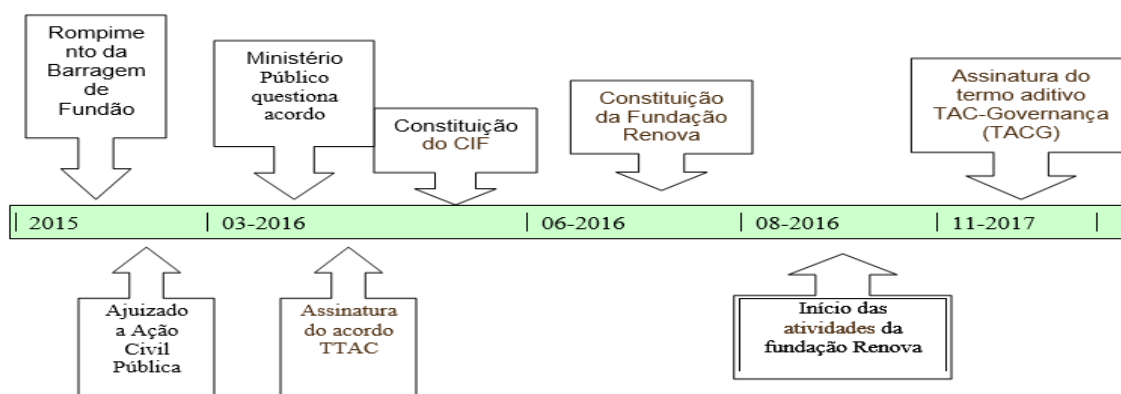 Rompime
nto da
Barragem
de
Fundão
Ministério
Público
questiona
acordo
Constituição
do CIF
Constituição
da Fundação
Renova
Assinatura do
termo aditivo
TAC-Governança
(TACG)
2015
03-2016
06-2016
08-2016
11-2017
Ajuizado
a Ação
Civil
Pública
Assinatura
do acordo
TTAC
Início das
atividades da
fundação Renova